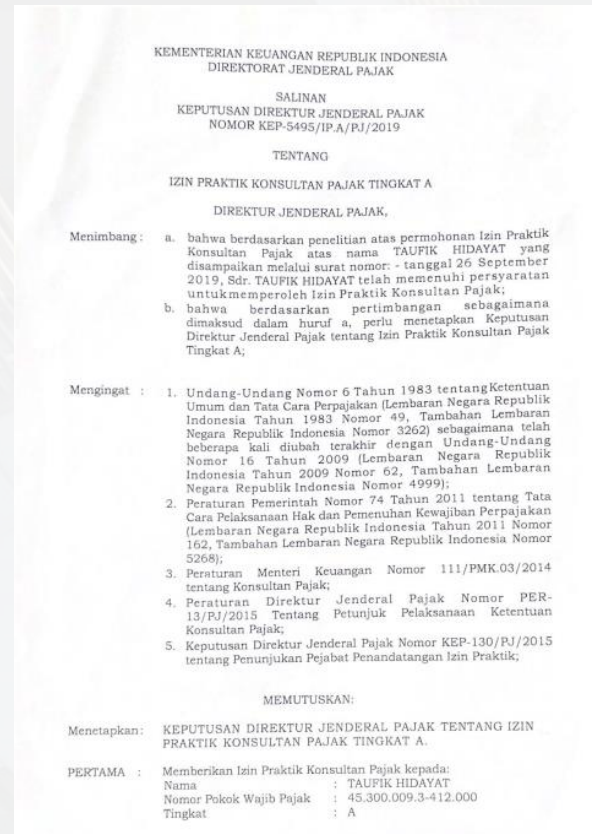 KEMENTERIAN KEUANGAN REPUBLIK INDONESIA
DIREKTORAT JENDERAL PAJAK
SALINAN
KEPUTUSAN DIREKTUR JENDERAL PAJAK
NOMOR KEP-5495/IP.A/PJ/2019
TENTANG
IZIN PRAKTIK KONSULTAN PAJAK TINGKAT A
DIREKTUR JENDERAL PAJAK,
Menimbang : a. bahwa berdasarkan penelitian atas permohonan Izin Praktik
Konsultan Pajak atas nama TAUFIK HIDAYAT yang
disampaikan melalui surat nomor: - tanggal 26 September
2019, Sdr. TAUFIK HIDAYAT telah memenuhi persyaratan
untukmemperoleh Izin Praktik Konsultan Pajak;
b. bahwa berdasarkan pertimbangan sebagaimana
dimaksud dalam huruf a, perlu menetapkan Keputusan
Direktur Jenderal Pajak tentang Izin Praktik Konsultan Pajak
Tingkat A;
Mengingat : 1. Undang-Undang Nomor 6 Tahun 1983 tentangKetentuan
Umum dan Tata Cara Perpajakan (Lembaran Negara Republik
Indonesia Tahun 1983 Nomor 49, Tambahan Lembaran
Negara Republik Indonesia Nomor 3262) sebagaimana telah
beberapa kali diubah terakhir dengan Undang-Undang
Nomor 16 Tahun 2009 (Lembaran Negara Republik
Indonesia Tahun 2009 Nomor 62, Tambahan Lembaran
Negara Republik Indonesia Nomor 4999);
2. Peraturan Pemerintah Nomor 74 Tahun 2011 tentang Tata
Cara Pelaksanaan Hak dan Pemenuhan Kewajiban Perpajakan
(Lembaran Negara Republik Indonesia Tahun 2011 Nomor
162, Tambahan Lembaran Negara Republik Indonesia Nomor
5268);
3. Peraturan Menteri Keuangan Nomor 111/PMK.03/2014
tentang Konsultan Pajak;
4. Peraturan Direktur Jenderal Pajak Nomor PER-
13/PJ/2015 Tentang Petunjuk Pelaksanaan Ketentuan
Konsultan Pajak;
5. Keputusan Direktur Jenderal Pajak Nomor KEP-130/PJ/2015
tentang Penunjukan Pejabat Penandatangan Izin Praktik;
MEMUTUSKAN:
Menetapkan: KEPUTUSAN DIREKTUR JENDERAL PAJAK TENTANG IZIN
PRAKTIK KONSULTAN PAJAK TINGKAT A.
PERTAMA : Memberikan Izin Praktik Konsultan Pajak kepada:
Nama : TAUFIK HIDAYAT
Nomor Pokok Wajib Pajak : 45.300.009.3-412.000
Tingkat : A